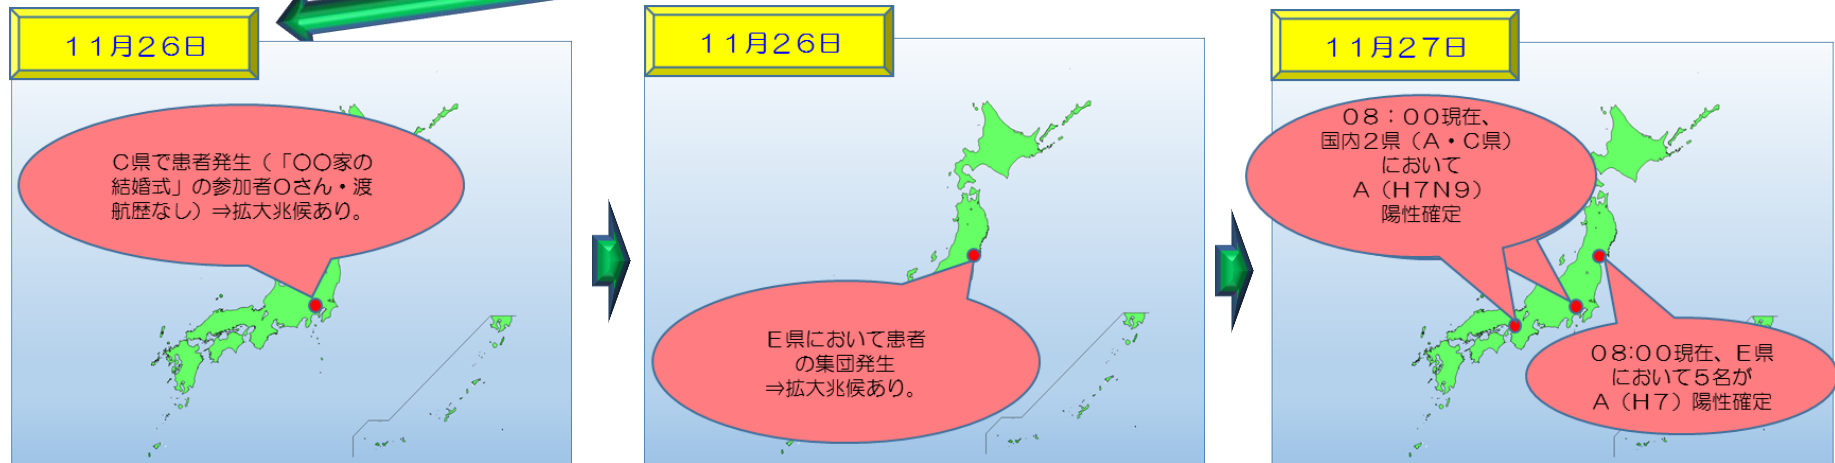 １１月２６日
Ｃ県で患者発生（「〇〇家の
結婚式」の参加者Ｏさん・渡
航歴なし）⇒拡大兆候あり。
１１月２６日
Ｅ県において患者
の集団発生
⇒拡大兆候あり。
１１月２７日
０８：００現在、
国内２県（Ａ・Ｃ県）
において
Ａ（Ｈ７Ｎ９）
陽性確定
０８:００現在、Ｅ県
において５名が
Ａ（Ｈ７）陽性確定